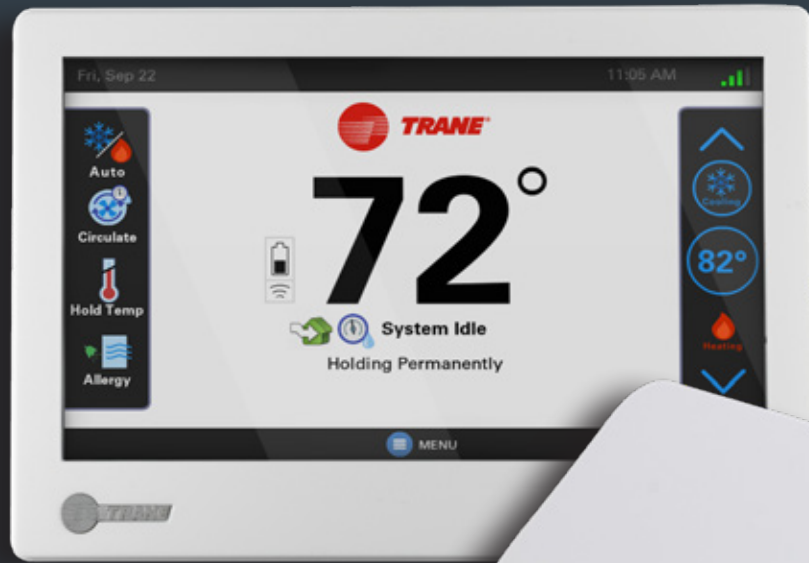 Fri, Sep 22
11:05 AM
TRANE®
72°
Auto
Circulate
Hold Temp
Allergy
System Idle
Holding Permanently
Cooling
82°
Heating
MENU
TRANE